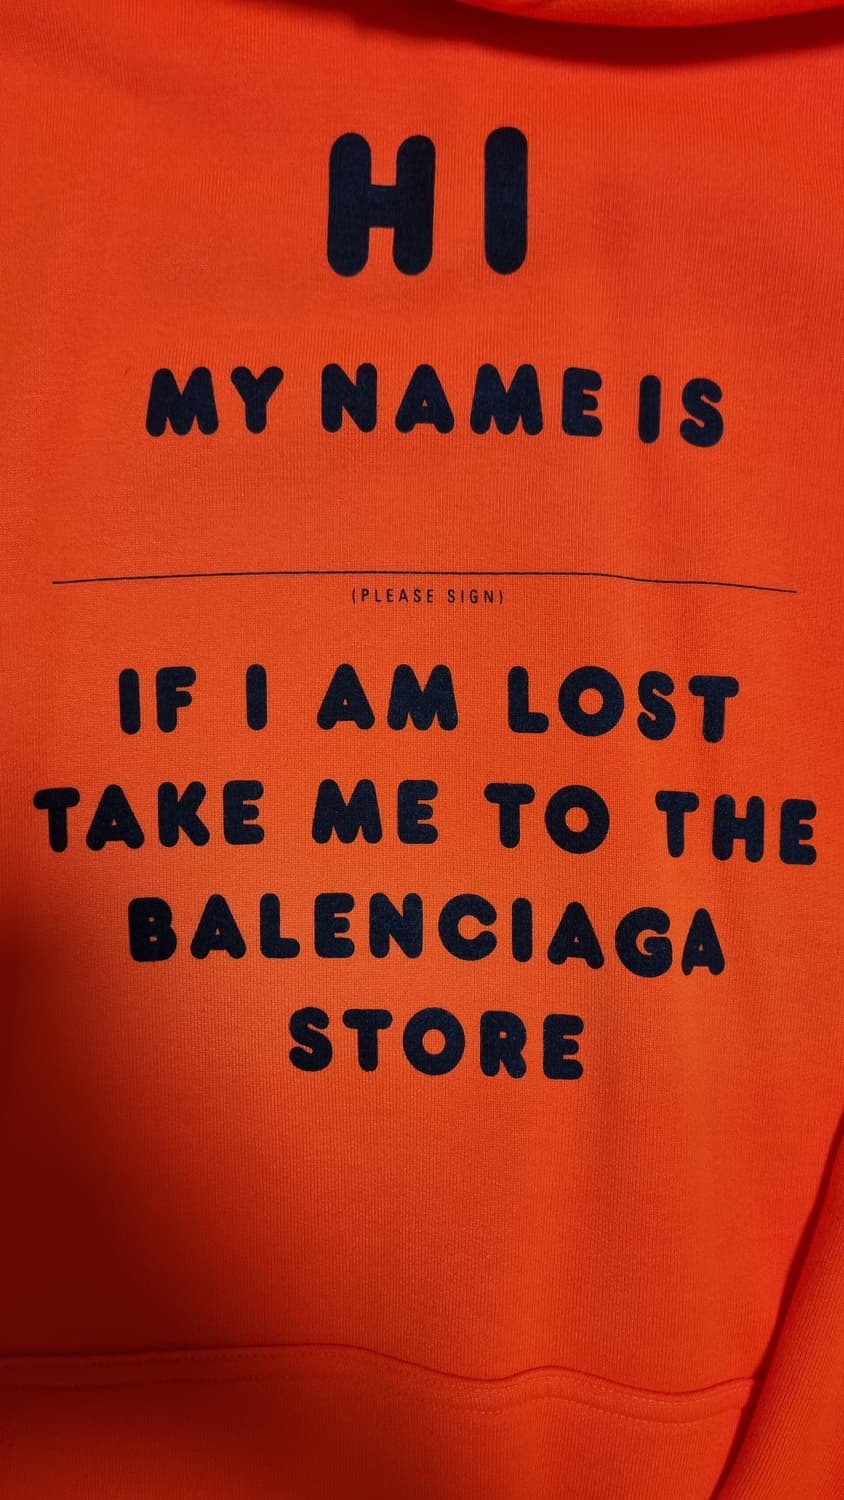 HI
MY NAME IS
(PLEASE SIGN)
IF I AM LOST
TAKE ME TO THE
BALENCIAGA
STORE